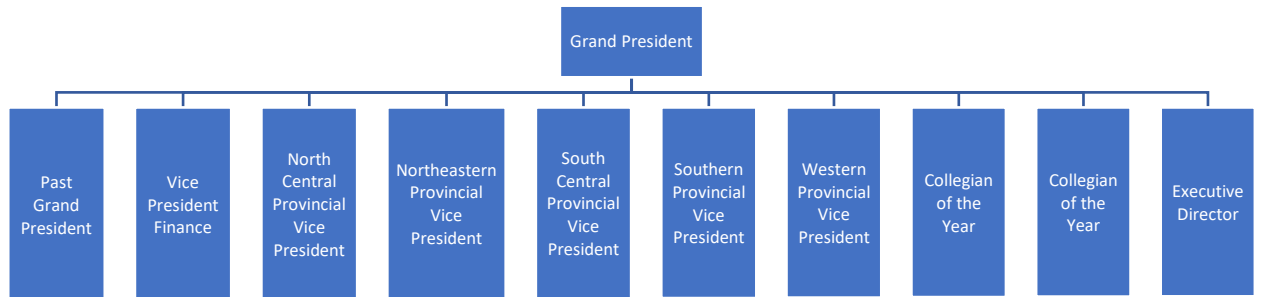 Grand President
Past
Grand
President
Vice
President
Finance
North
Central
Provincial
Vice
President
Northeastern
Provincial
Vice
President
South
Central
Provincial
Vice
President
Southern
Provincial
Vice
President
Western
Provincial
Vice
President
Collegian
of the
Year
Collegian
of the
Year
Executive
Director